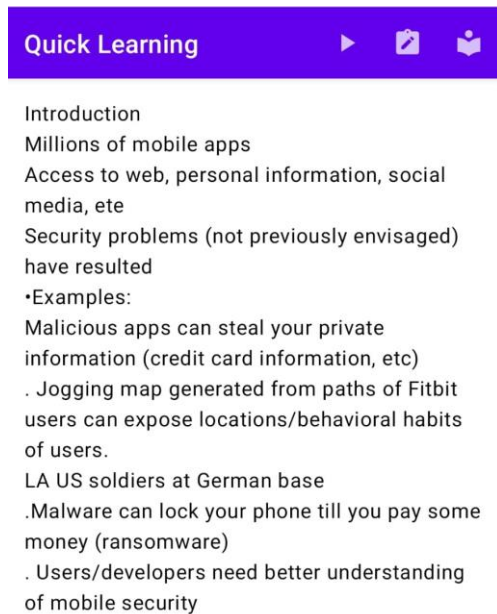 Quick Learning
Introduction
Millions of mobile apps
Access to web, personal information, social
media, ete
Security problems (not previously envisaged)
have resulted
•Examples:
Malicious apps can steal your private
information (credit card information, etc)
. Jogging map generated from paths of Fitbit
users can expose locations/behavioral habits
of users.
LA US soldiers at German base
.Malware can lock your phone till you pay some
money (ransomware)
. Users/developers need better understanding
of mobile security